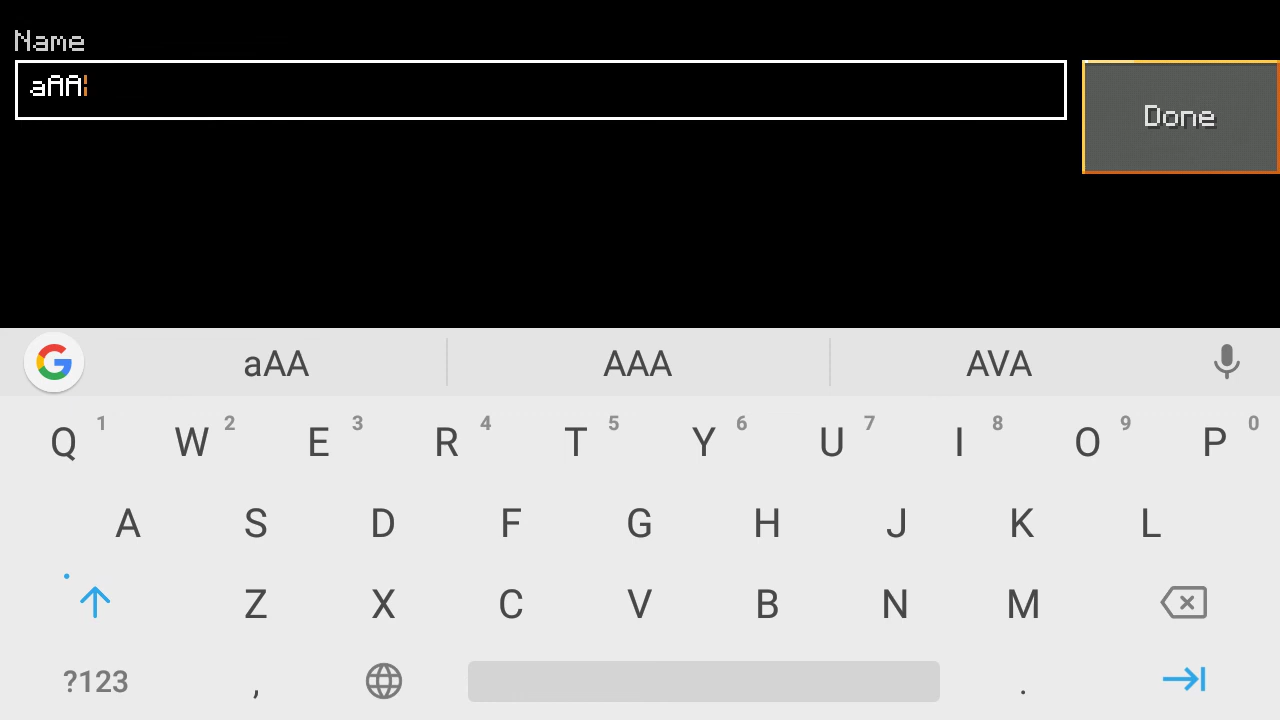 Name
aAA
Done
aAA AAA AVA
Q 1 W 2 E 3 R 4 T 5 Y 6 U 7 I 8 O 9 P 0
A S D F G H J K L
Z X C V B N M
?123 , .